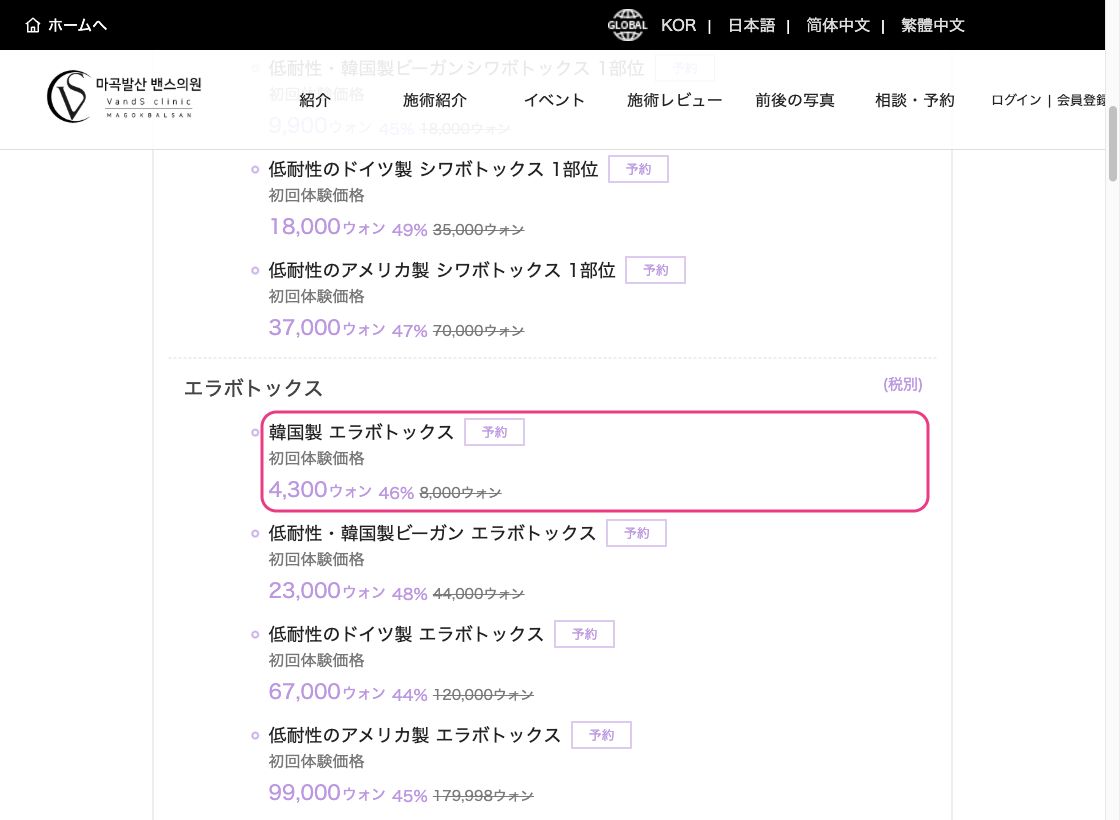 ホームへ
GLOBAL KOR | 日本語 | 简体中文 | 繁體中文
低耐性・韓国製ビーガンシワボトックス 1部位 予約
初回体験価格
9,900ウォン 45% 18,000ウォン
마곡발산 밴스의원
VandS clinic
MAGOKBALSAN
紹介 施術紹介 イベント 施術レビュー 前後の写真 相談・予約 ログイン | 会員登録
低耐性のドイツ製 シワボトックス 1部位 予約
初回体験価格
18,000ウォン 49% 35,000ウォン
低耐性のアメリカ製 シワボトックス 1部位 予約
初回体験価格
37,000ウォン 47% 70,000ウォン
エラボトックス (税別)
韓国製 エラボトックス 予約
初回体験価格
4,300ウォン 46% 8,000ウォン
低耐性・韓国製ビーガン エラボトックス 予約
初回体験価格
23,000ウォン 48% 44,000ウォン
低耐性のドイツ製 エラボトックス 予約
初回体験価格
67,000ウォン 44% 120,000ウォン
低耐性のアメリカ製 エラボトックス 予約
初回体験価格
99,000ウォン 45% 179,998ウォン